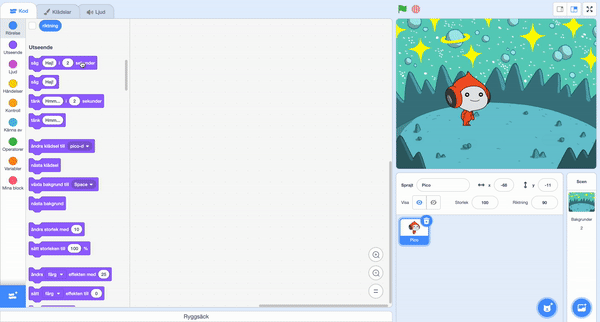 Kod
Klädslar
Ljud
Rörelse
Utseende
Ljud
Händelser
Kontroll
Känna av
Operatorer
Variabler
Mina block
riktning
Utseende
säg Hej! i 2 sekunder
säg Hej!
tänk Hmm... i 2 sekunder
tänk Hmm...
ändra klädsel till pico-d
nästa klädsel
växla bakgrund till Space
nästa bakgrund
ändra storlek med 10
sätt storleken till 100 %
ändra färg effekten med 25
sätt färg effekten till 0
Ryggsäck
Sprajt Pico x -68 y -11
Visa Storlek 100 Riktning 90
Pico
Scen
Bakgrunder
2